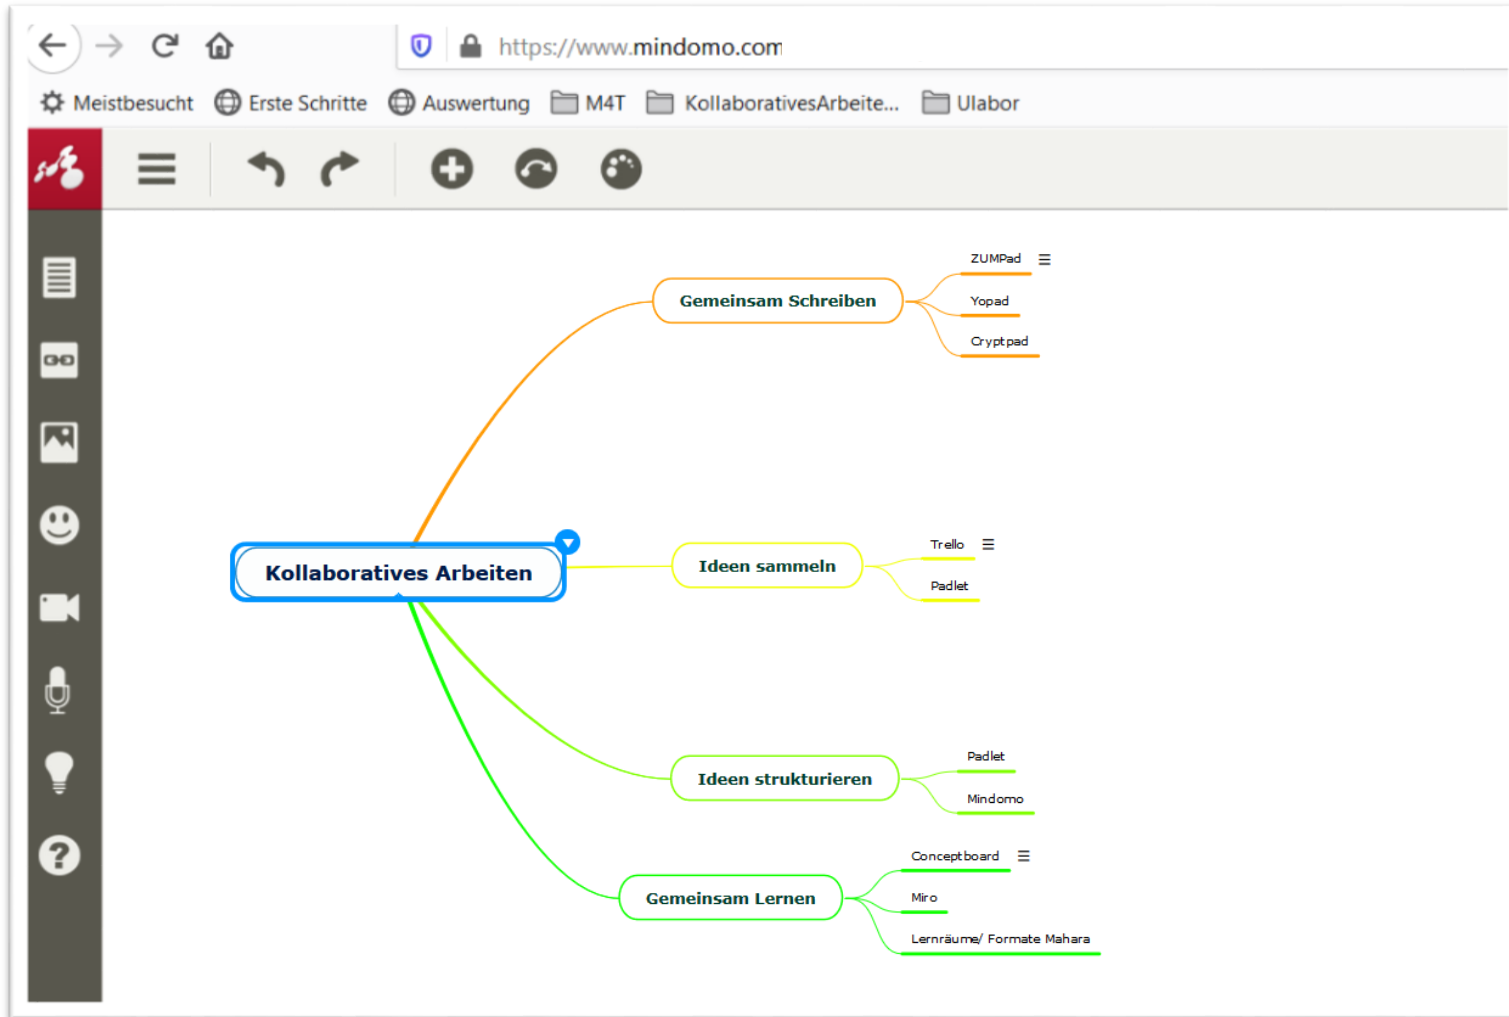 https://www.mindomo.com
Meistbesucht Erste Schritte Auswertung M4T KollaborativesArbeite... Ulabor
Kollaboratives Arbeiten
Gemeinsam Schreiben
ZUMPad
Yopad
Cryptpad
Ideen sammeln
Trello
Padlet
Ideen strukturieren
Padlet
Mindomo
Gemeinsam Lernen
Conceptboard
Miro
Lernräume/ Formate Mahara